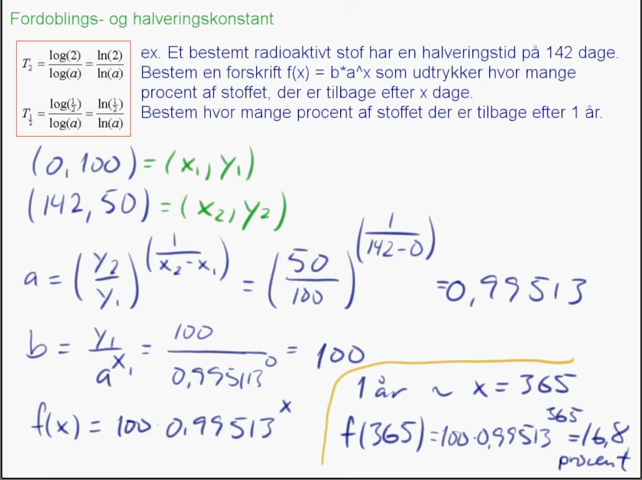 Fordoblings- og halveringskonstant
T₂ = log(2)/log(a) = ln(2)/ln(a)
T½ = log(½)/log(a) = ln(½)/ln(a)
ex. Et bestemt radioaktivt stof har en halveringstid på 142 dage.
Bestem en forskrift f(x) = b*a^x som udtrykker hvor mange
procent af stoffet, der er tilbage efter x dage.
Bestem hvor mange procent af stoffet der er tilbage efter 1 år.
(0, 100) = (x₁, y₁)
(142, 50) = (x₂, y₂)
a = (y₂/y₁)^(1/(x₂-x₁)) = (50/100)^(1/(142-0)) = 0,99513
b = y₁/a^x₁ = 100/0,995113^0 = 100
f(x) = 100·0,99513^x
1 år ~ x = 365
f(365) = 100·0,99513^365 = 16,8
procent